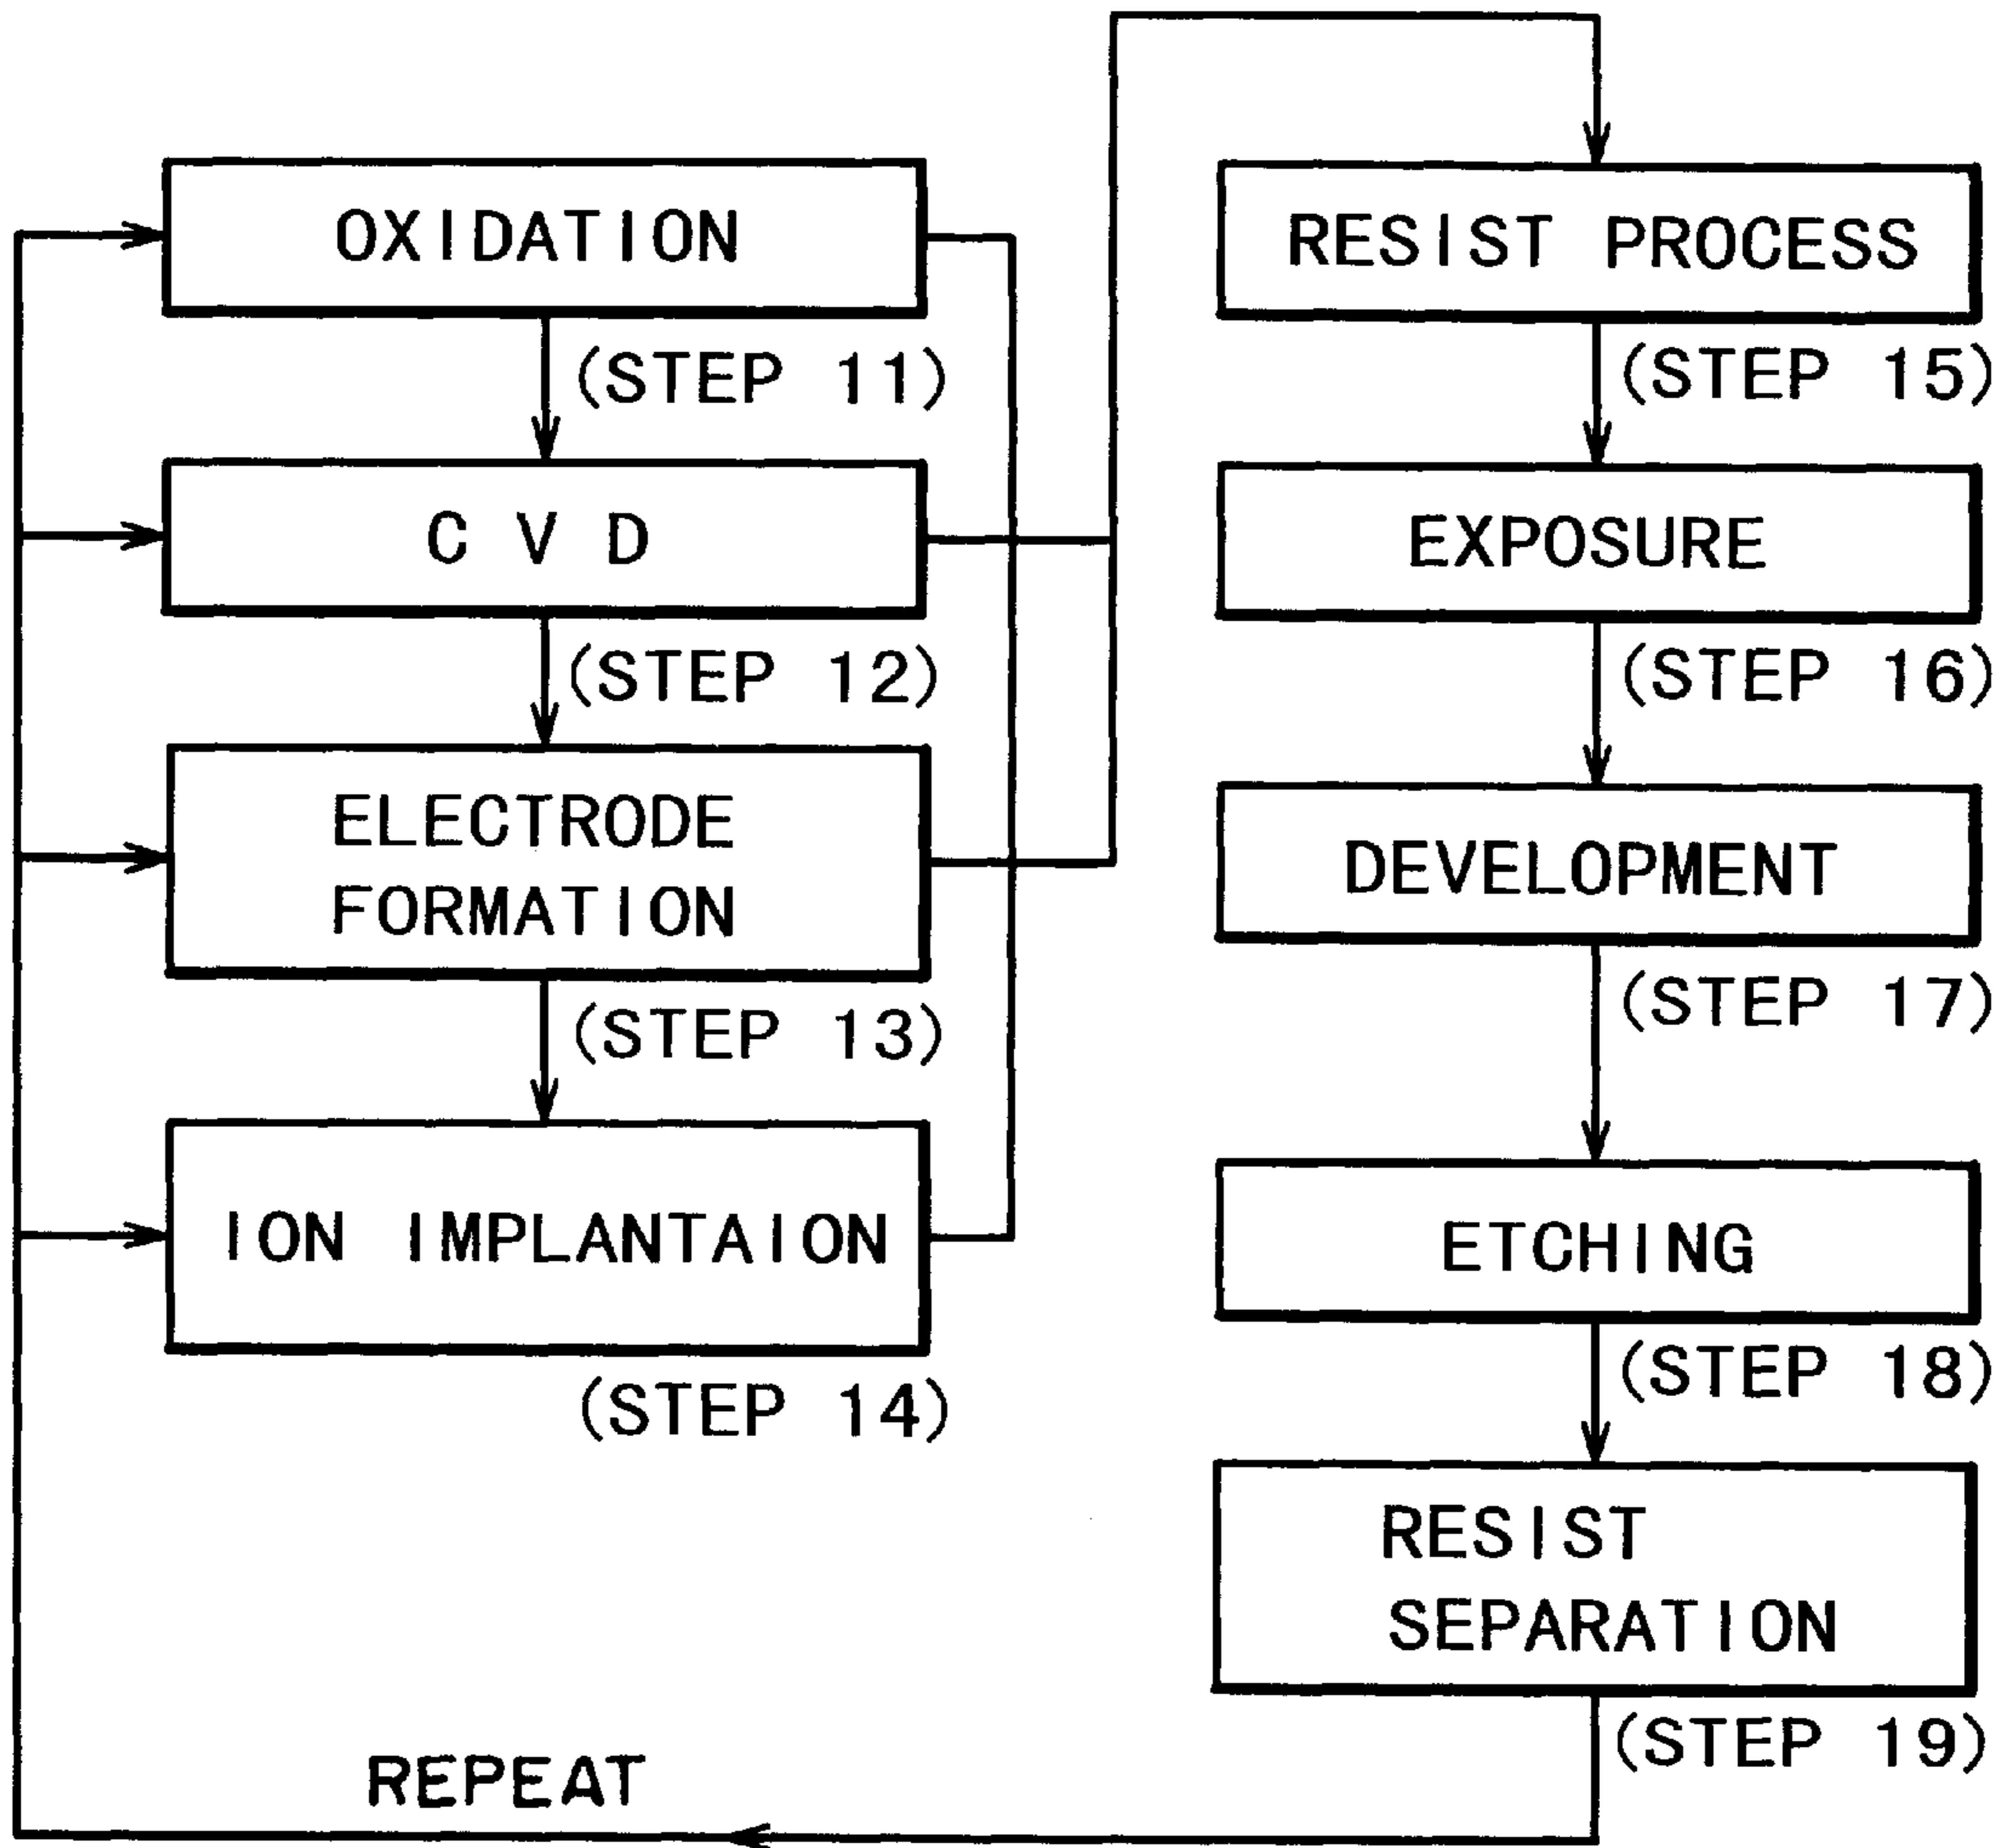 OXIDATION
(STEP 11)
C V D
(STEP 12)
ELECTRODE
FORMATION
(STEP 13)
ION IMPLANTAION
(STEP 14)
RESIST PROCESS
(STEP 15)
EXPOSURE
(STEP 16)
DEVELOPMENT
(STEP 17)
ETCHING
(STEP 18)
RESIST
SEPARATION
(STEP 19)
REPEAT